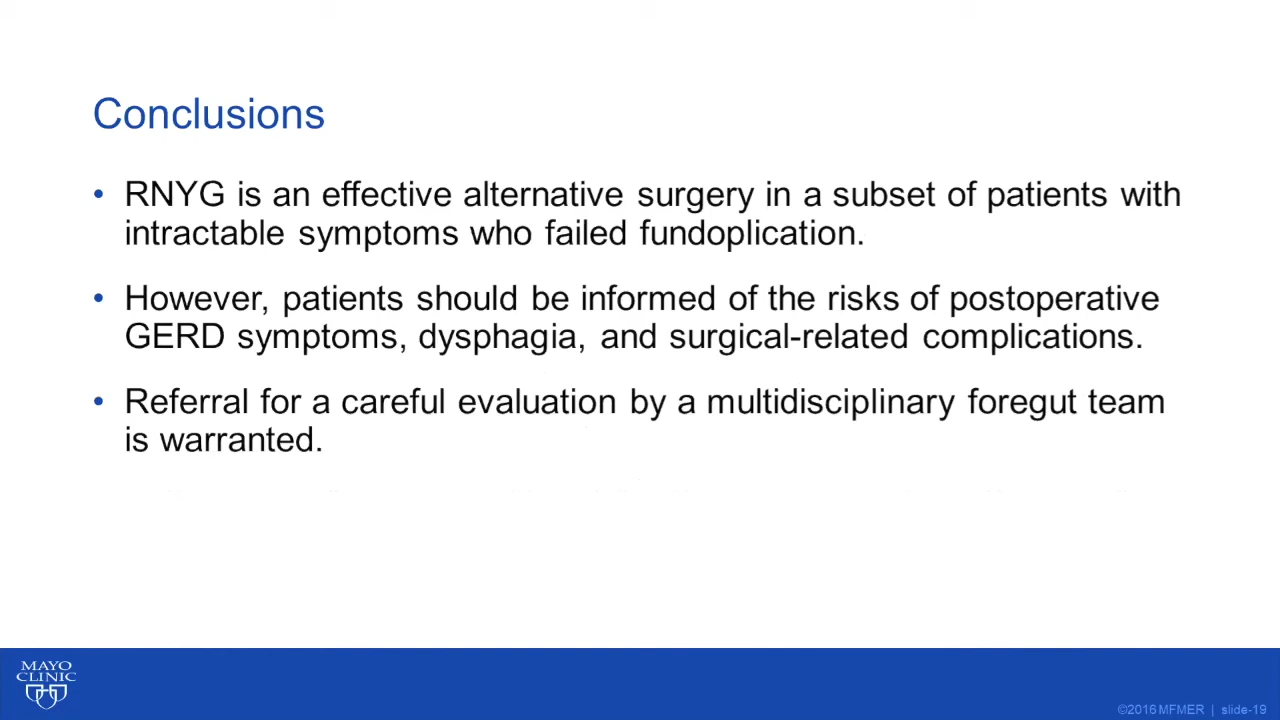 Conclusions
• RNYG is an effective alternative surgery in a subset of patients with
intractable symptoms who failed fundoplication.
• However, patients should be informed of the risks of postoperative
GERD symptoms, dysphagia, and surgical-related complications.
• Referral for a careful evaluation by a multidisciplinary foregut team
is warranted.
MAYO
CLINIC
©2016 MFMER | slide-19